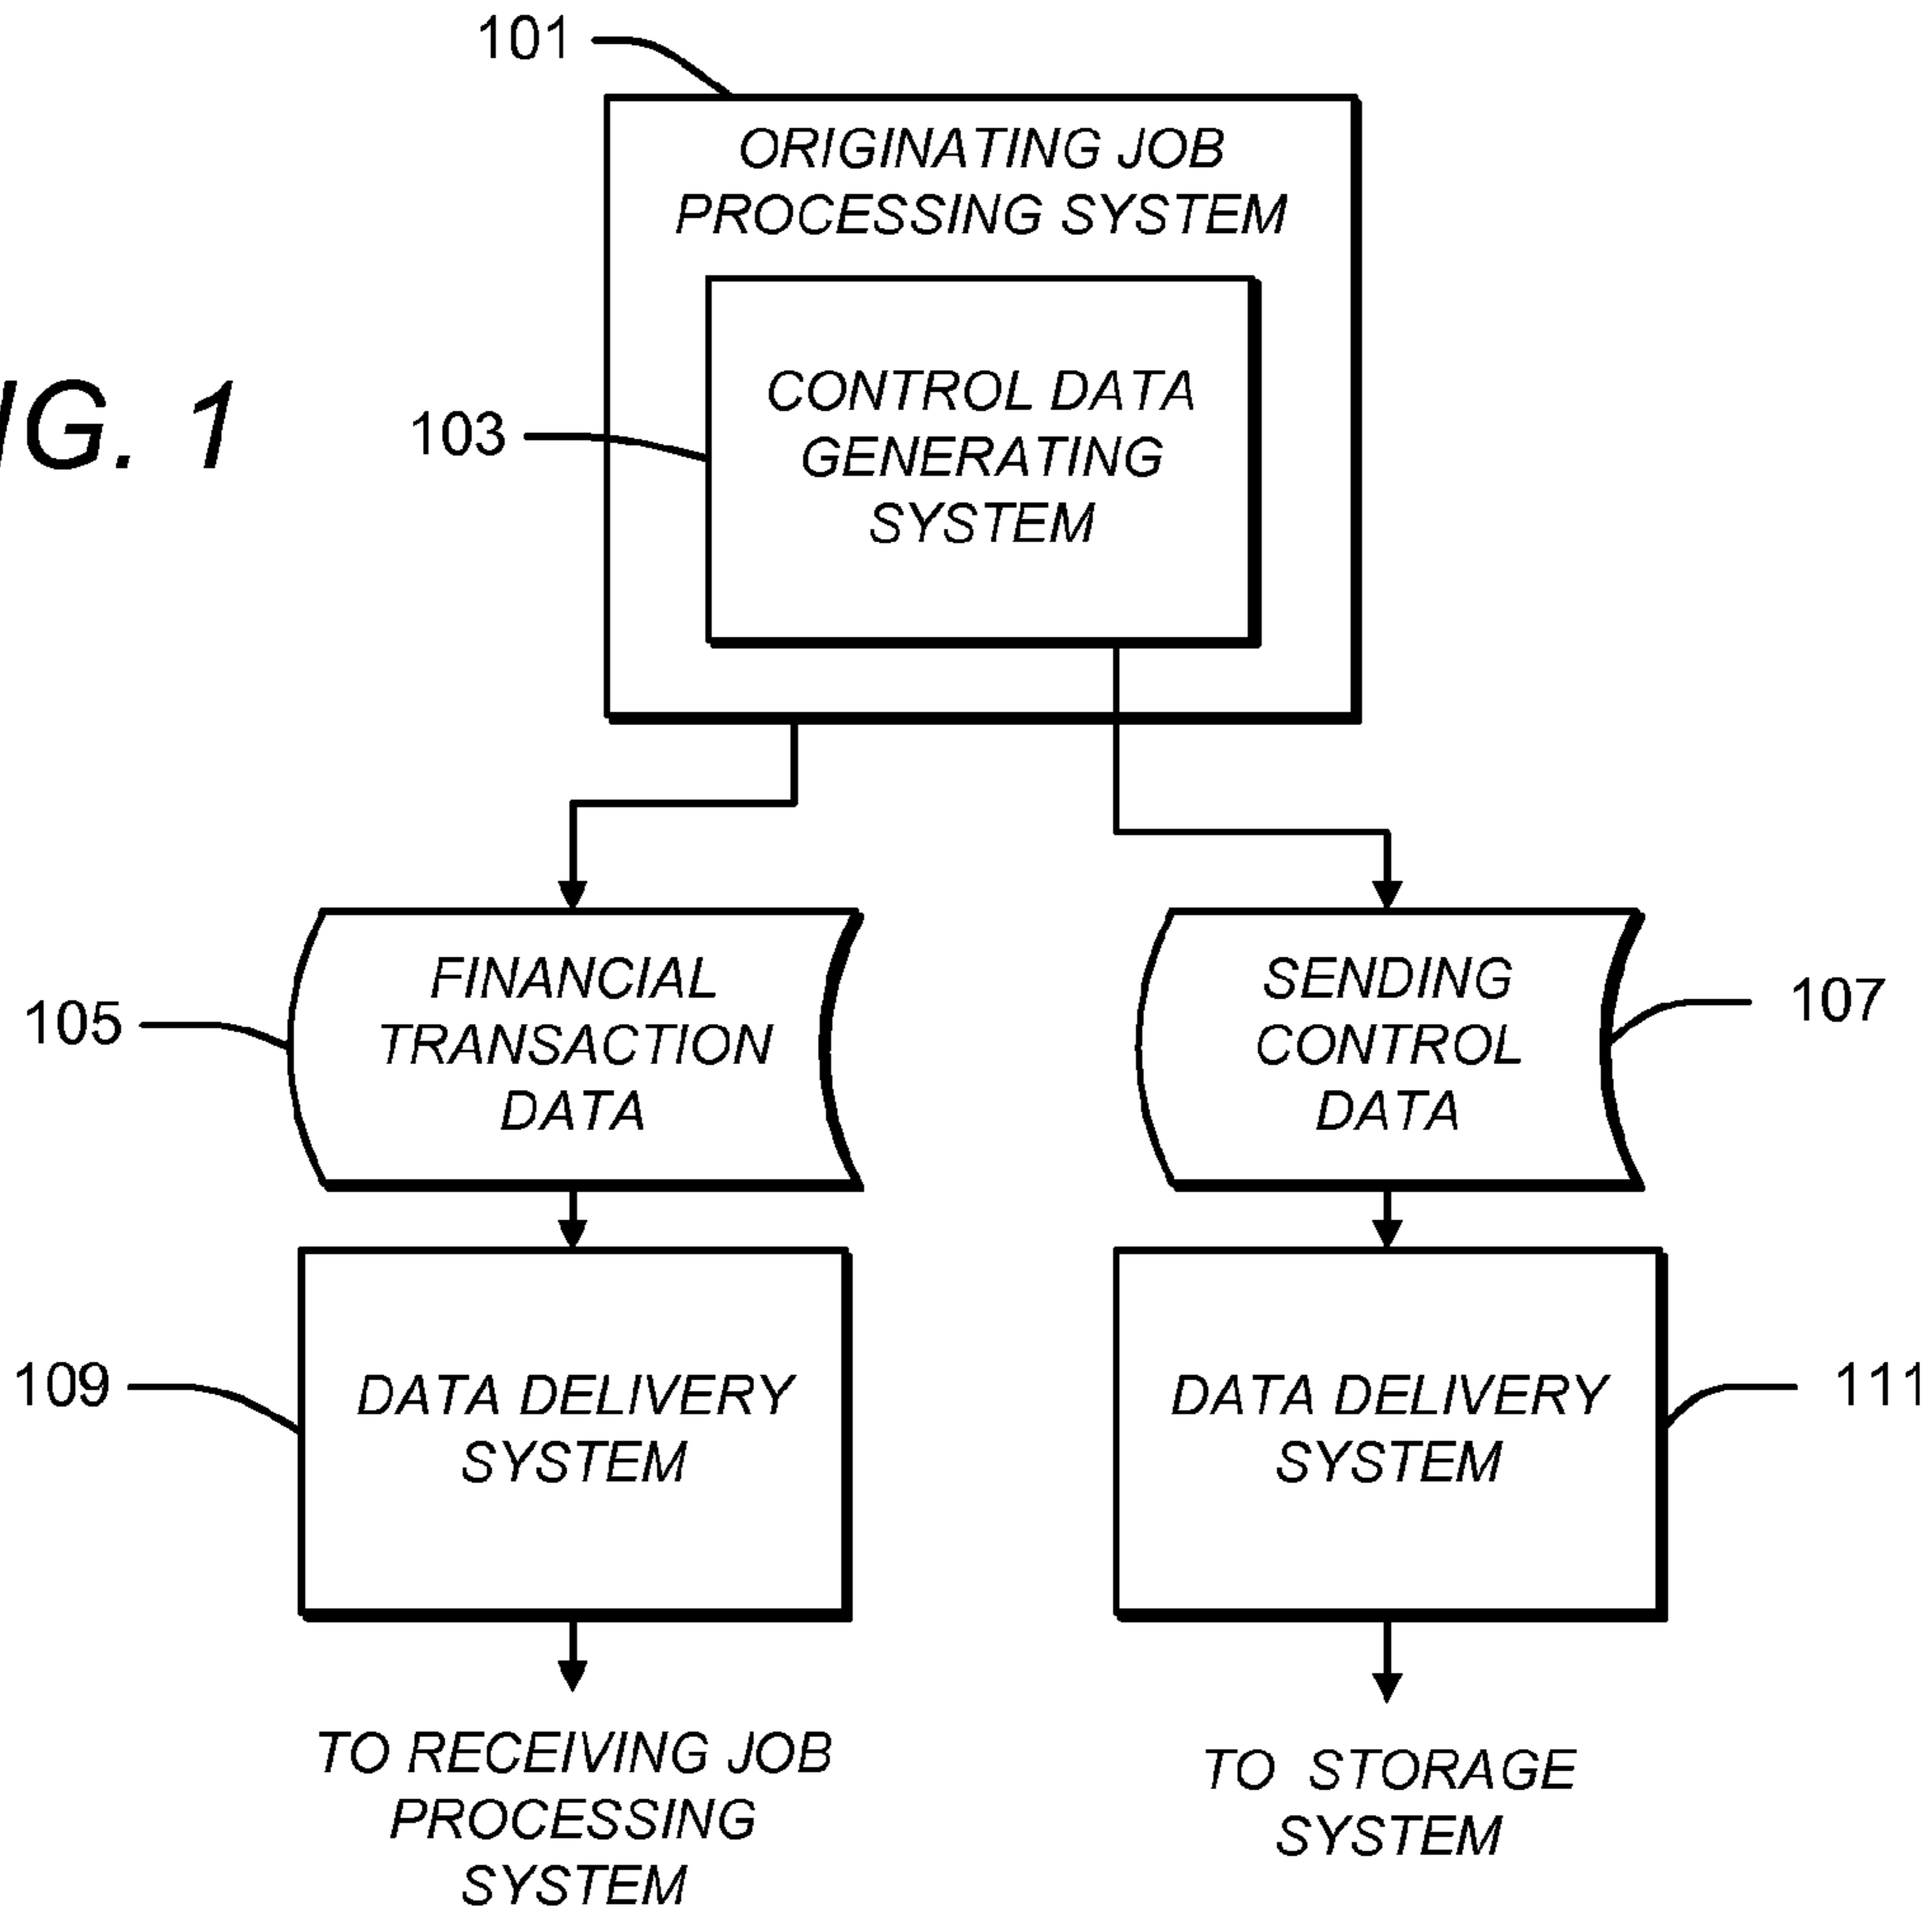 101
ORIGINATING JOB
PROCESSING SYSTEM
CONTROL DATA
GENERATING
SYSTEM
103
IG. 1
FINANCIAL
TRANSACTION
DATA
105
SENDING
CONTROL
DATA
107
DATA DELIVERY
SYSTEM
109
DATA DELIVERY
SYSTEM
111
TO RECEIVING JOB
PROCESSING
SYSTEM
TO STORAGE
SYSTEM